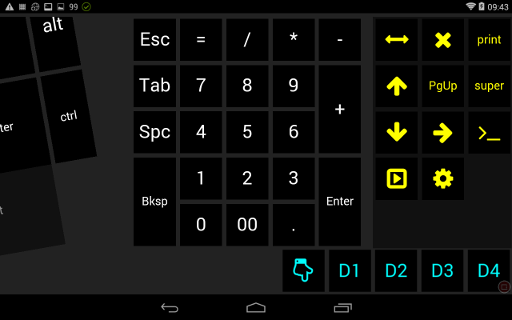 99 09:43
alt
ctrl
Esc = / * - print
Tab 7 8 9 + PgUp super
Spc 4 5 6
Bksp 1 2 3 Enter
0 00 .
D1 D2 D3 D4